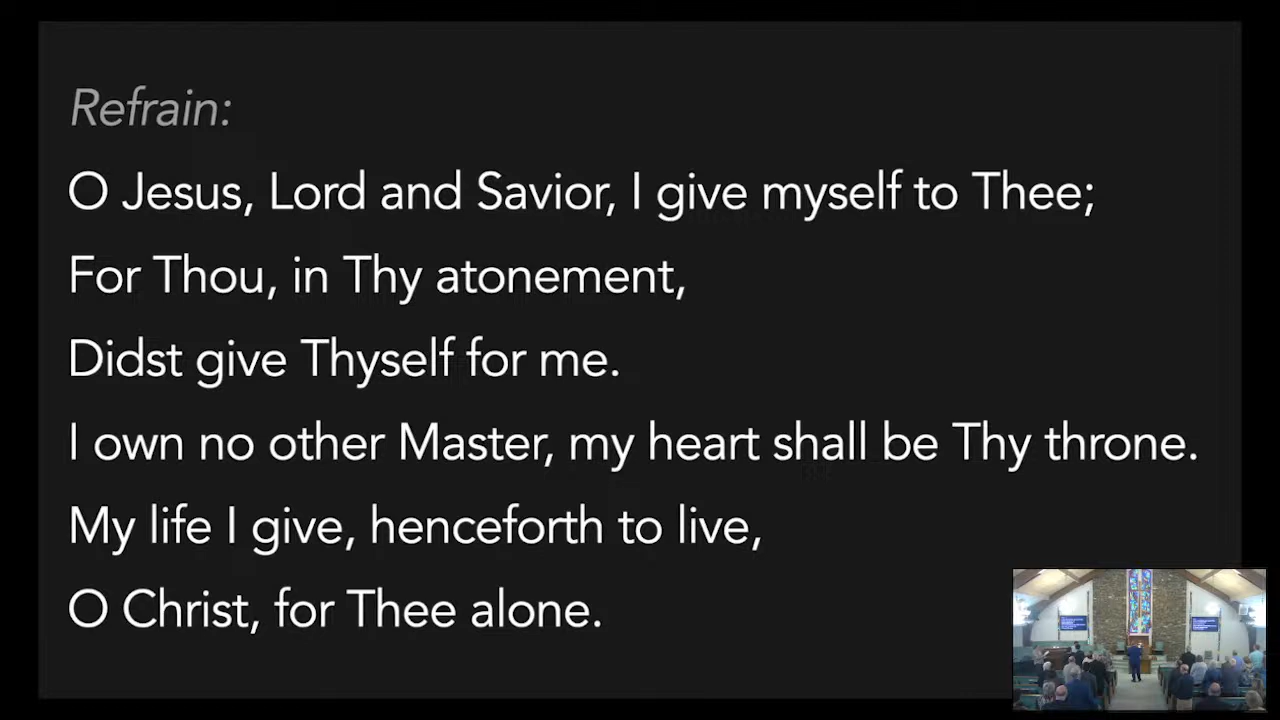 Refrain:
O Jesus, Lord and Savior, I give myself to Thee;
For Thou, in Thy atonement,
Didst give Thyself for me.
I own no other Master, my heart shall be Thy throne.
My life I give, henceforth to live,
O Christ, for Thee alone.